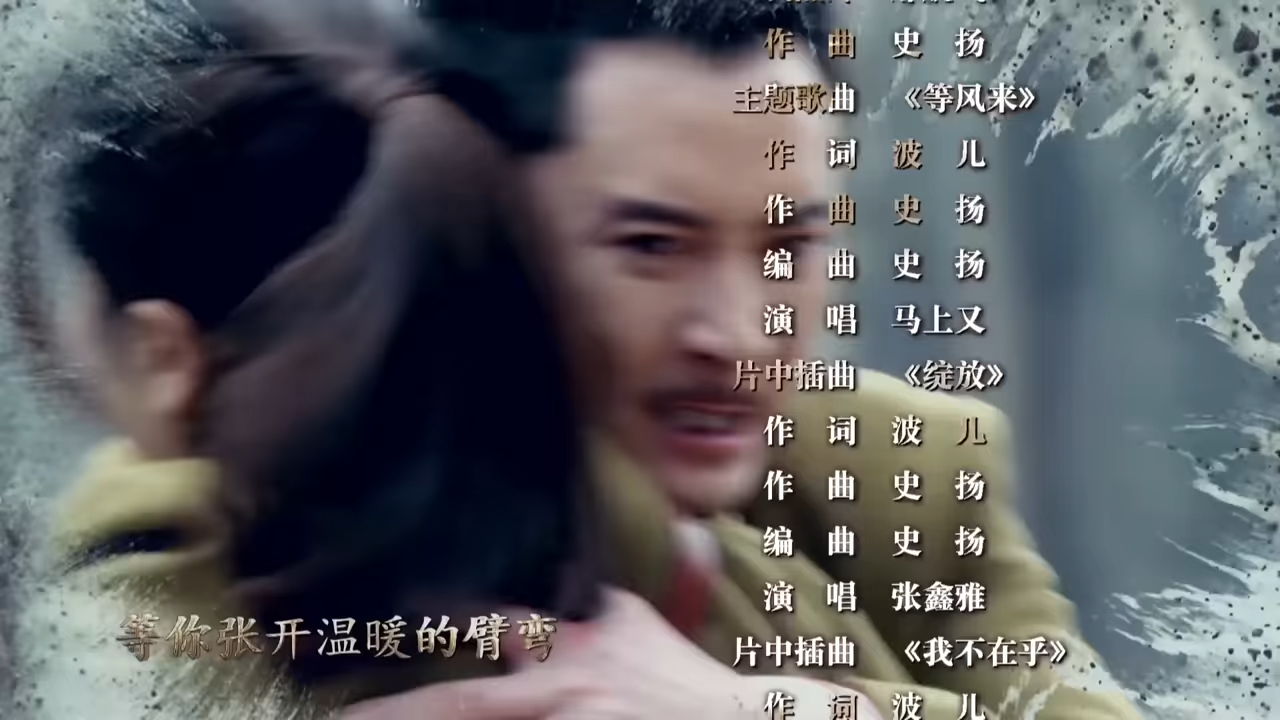 作曲 史扬
主题歌曲 《等风来》
作词 波儿
作曲 史扬
编曲 史扬
演唱 马上又
片中插曲 《绽放》
作词 波儿
作曲 史扬
编曲 史扬
演唱 张鑫雅
片中插曲 《我不在乎》
作词 波儿
等你张开温暖的臂弯